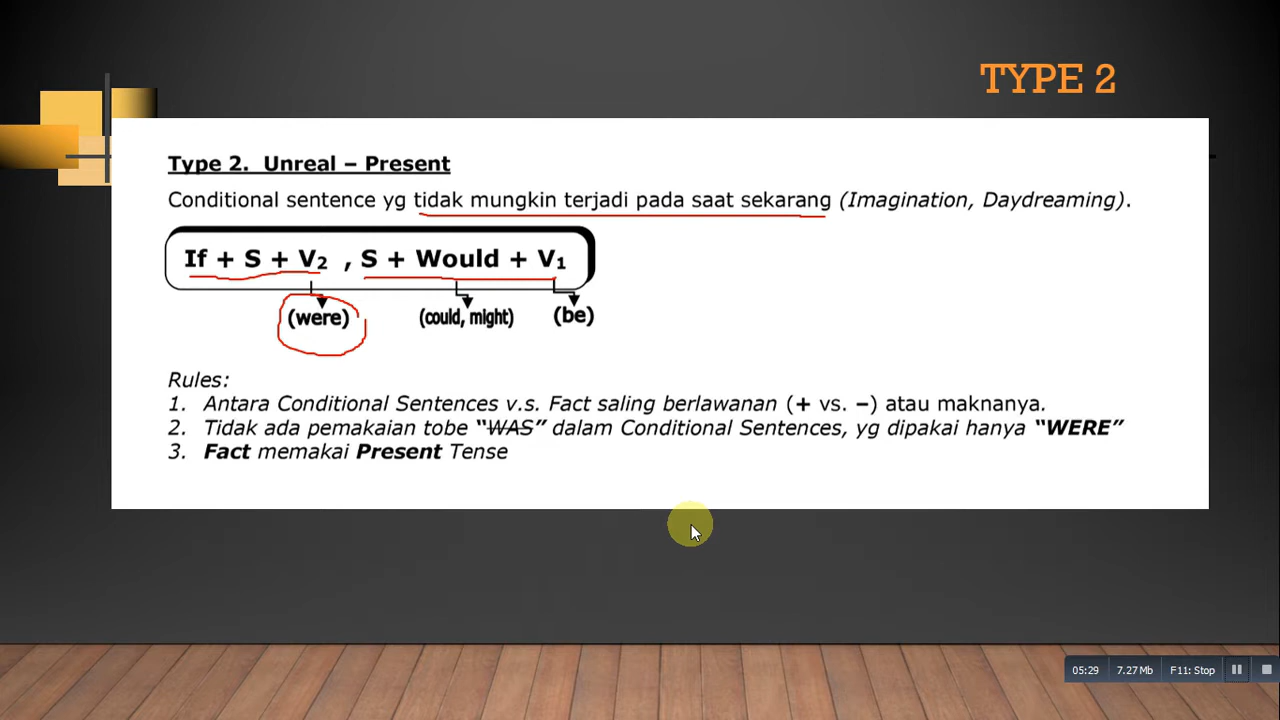 TYPE 2
Type 2. Unreal – Present
Conditional sentence yg tidak mungkin terjadi pada saat sekarang (Imagination, Daydreaming).
If + S + V2 , S + Would + V1
(were) (could, might) (be)
Rules:
1. Antara Conditional Sentences v.s. Fact saling berlawanan (+ vs. –) atau maknanya.
2. Tidak ada pemakaian tobe “WAS” dalam Conditional Sentences, yg dipakai hanya “WERE”
3. Fact memakai Present Tense
05:29 7.27 Mb F11: Stop